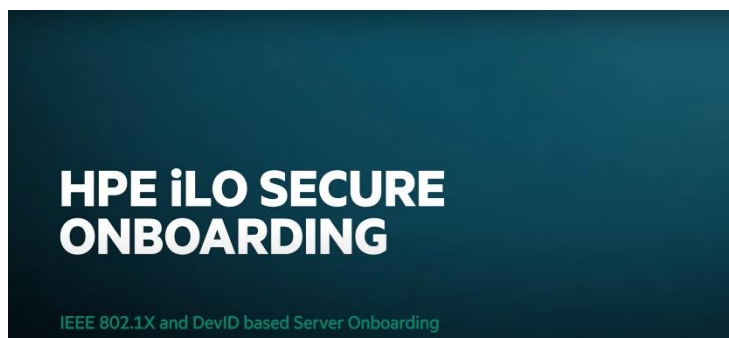 HPE iLO SECURE
ONBOARDING
IEEE 802.1X and DevID based Server Onboarding